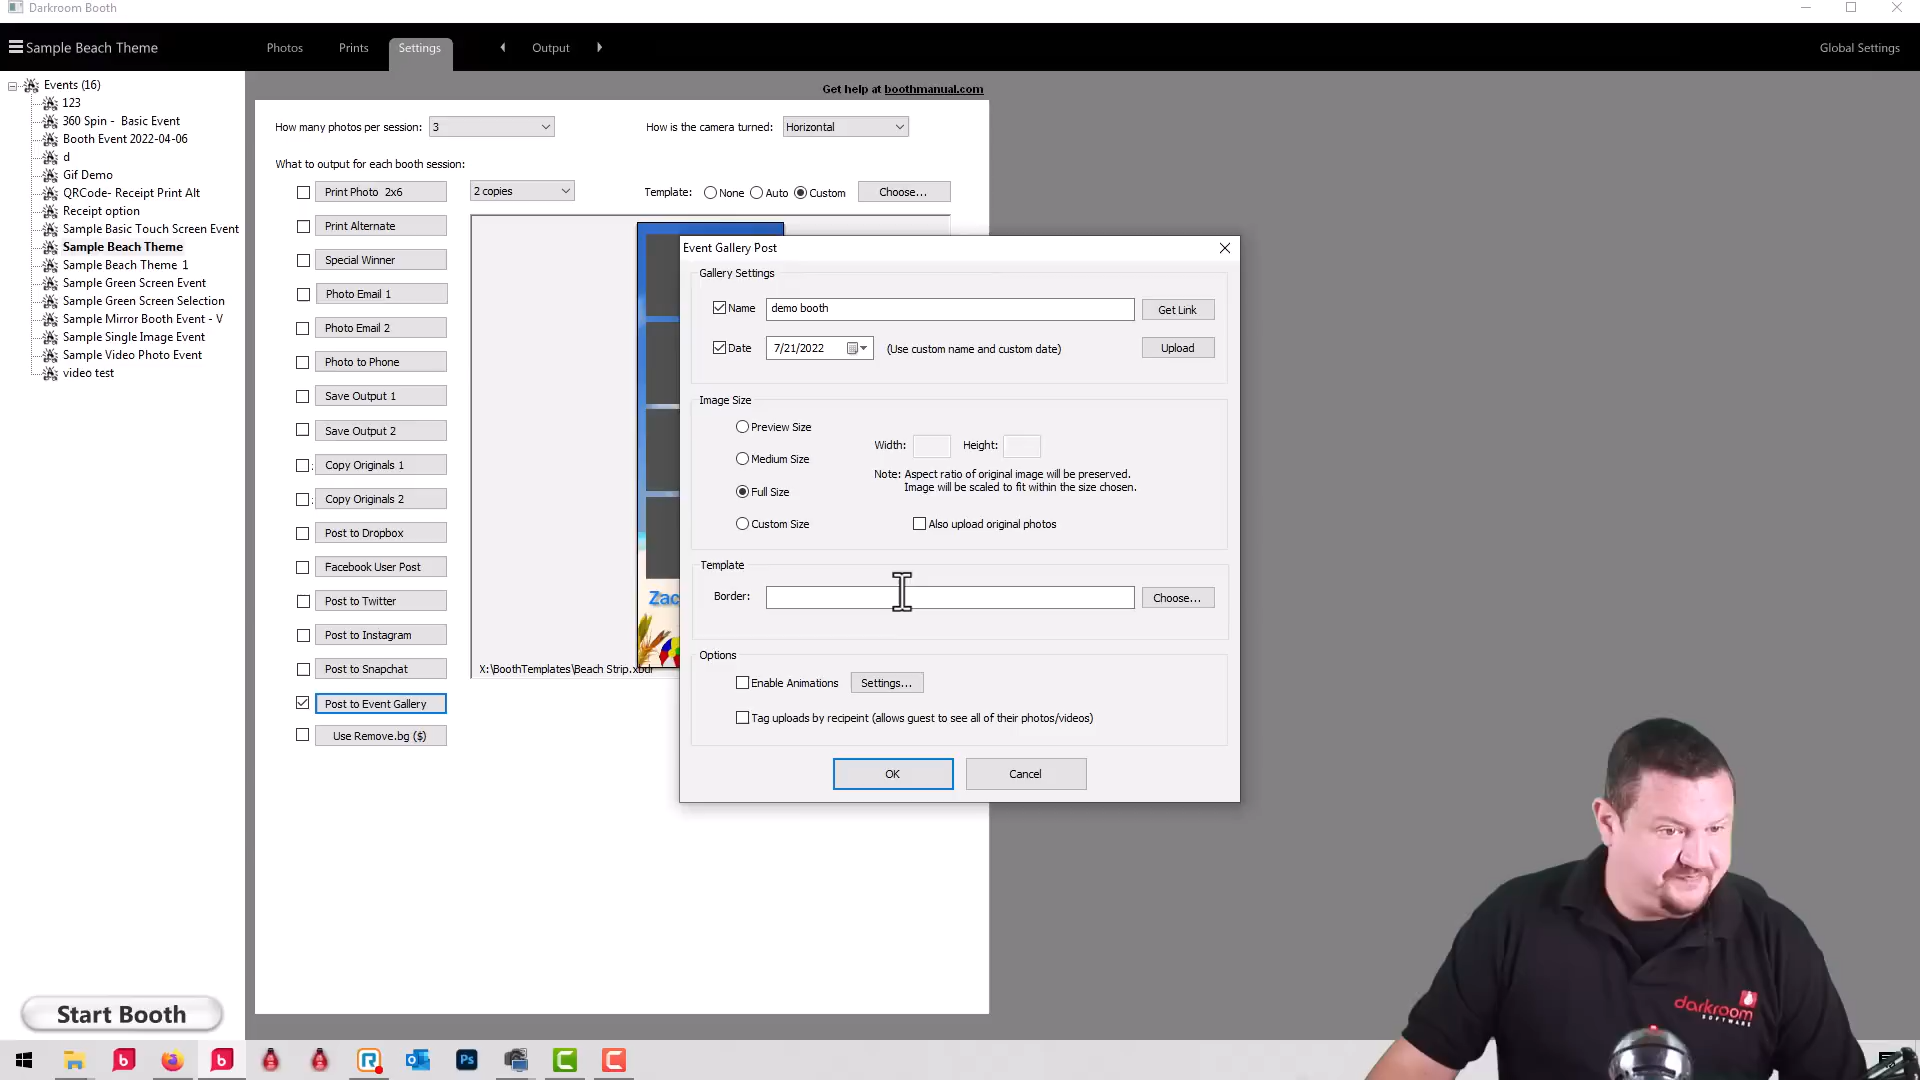 Darkroom Booth
Sample Beach Theme
Photos
Prints
Settings
Output
Global Settings
Events (16)
123
360 Spin -  Basic Event
Booth Event 2022-04-06
d
Gif Demo
QRCode- Receipt Print Alt
Receipt option
Sample Basic Touch Screen Event
Sample Beach Theme
Sample Beach Theme 1
Sample Green Screen Event
Sample Green Screen Selection
Sample Mirror Booth Event - V
Sample Single Image Event
Sample Video Photo Event
video test
Start Booth
Get help at boothmanual.com
How many photos per session: 3
How is the camera turned: Horizontal
What to output for each booth session:
Print Photo  2x6
2 copies
Template: None Auto Custom Choose...
Print Alternate
Special Winner
Photo Email 1
Photo Email 2
Photo to Phone
Save Output 1
Save Output 2
Copy Originals 1
Copy Originals 2
Post to Dropbox
Facebook User Post
Post to Twitter
Post to Instagram
Post to Snapchat
Post to Event Gallery
Use Remove.bg ($)
Zac
X:\BoothTemplates\Beach Strip.xbdr
Event Gallery Post
Gallery Settings
Name demo booth Get Link
Date 7/21/2022 (Use custom name and custom date) Upload
Image Size
Preview Size
Width: Height:
Medium Size
Note: Aspect ratio of original image will be preserved.
Image will be scaled to fit within the size chosen.
Full Size
Custom Size
Also upload original photos
Template
Border: Choose...
Options
Enable Animations Settings...
Tag uploads by recipeint (allows guest to see all of their photos/videos)
OK
Cancel
darkroom
SOFTWARE
Ps